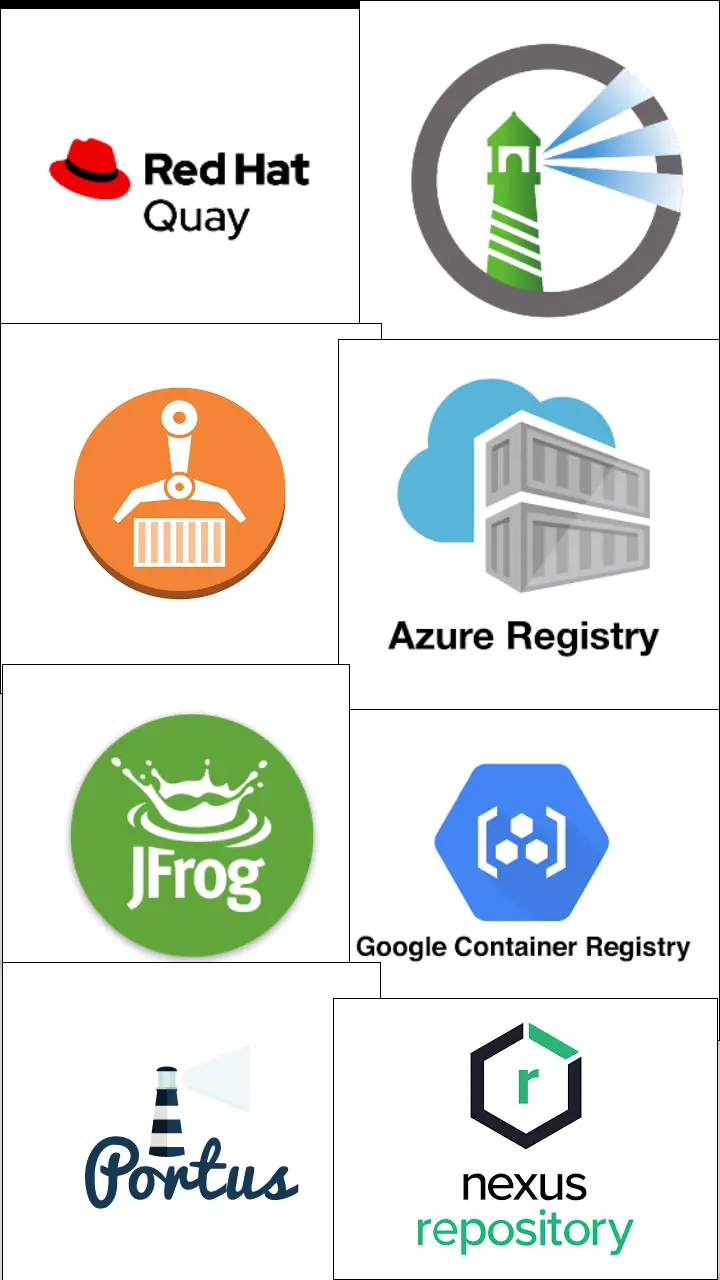 Red Hat
Quay
Azure Registry
JFrog
Google Container Registry
Portus
r
nexus
repository